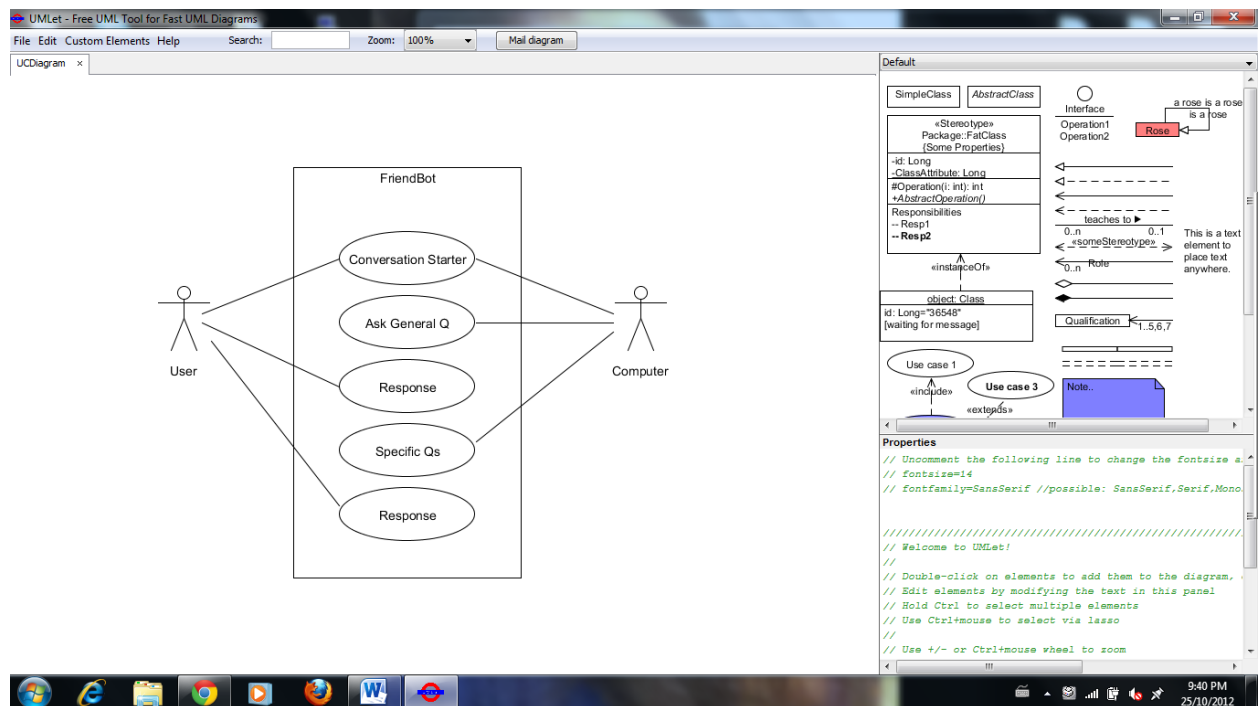 UMLet - Free UML Tool for Fast UML Diagrams
File Edit Custom Elements Help Search: Zoom: 100% Mail diagram
UCDiagram ×
FriendBot
Conversation Starter
Ask General Q
Response
Specific Qs
Response
User
Computer
Default
SimpleClass
AbstractClass
«Stereotype»
Package::FatClass
{Some Properties}
-id: Long
-ClassAttribute: Long
#Operation(i: int): int
+AbstractOperation()
Responsibilities
-- Resp1
-- Resp2
«instanceOf»
object: Class
id: Long="36548"
[waiting for message]
Use case 1
«include»
Use case 3
«extends»
Interface
Operation1
Operation2
a rose is a rose
is a rose
Rose
teaches to ▶
0..n 0..1
«someStereotype»
0..n Role
This is a text
element to
place text
anywhere.
Qualification
1..5,6,7
Note..
Properties
// Uncomment the following line to change the fontsize a
// fontsize=14
// fontfamily=SansSerif //possible: SansSerif,Serif,Mono
////////////////////////////////////////////////////////
// Welcome to UMLet!
//
// Double-click on elements to add them to the diagram,
// Edit elements by modifying the text in this panel
// Hold Ctrl to select multiple elements
// Use Ctrl+mouse to select via lasso
//
// Use +/- or Ctrl+mouse wheel to zoom
9:40 PM
25/10/2012